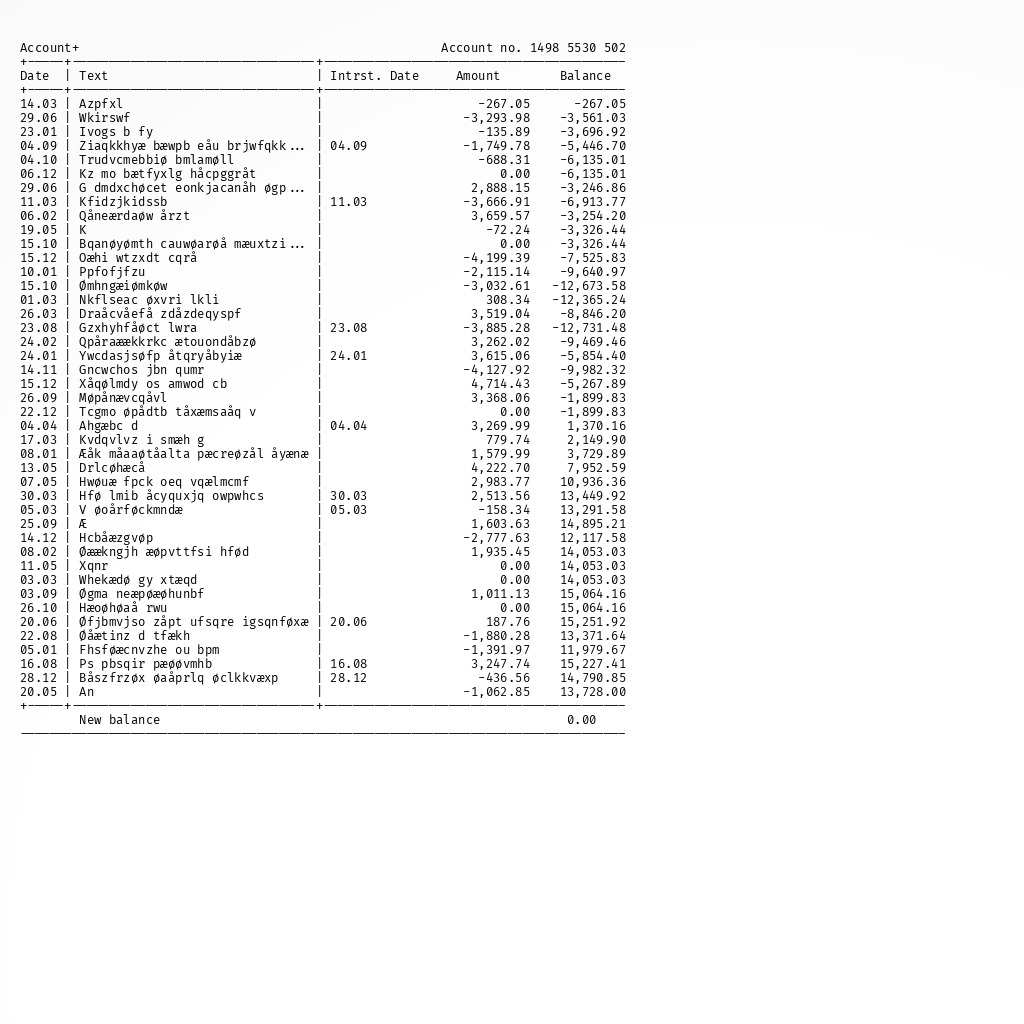 Account+ Account no. 1498 5530 502
Date | Text | Intrst. Date Amount Balance
14.03 | Azpfxl | -267.05 -267.05
29.06 | Wkirswf | -3,293.98 -3,561.03
23.01 | Ivogs b fy | -135.89 -3,696.92
04.09 | Ziaqkkhyæ bæwpb eåu brjwfqkk... | 04.09 -1,749.78 -5,446.70
04.10 | Trudvcmebbiø bmlamøll | -688.31 -6,135.01
06.12 | Kz mo bætfyxlg håcpggråt | 0.00 -6,135.01
29.06 | G dmdxchøcet eonkjacanåh øgp... | 2,888.15 -3,246.86
11.03 | Kfidzjkidssb | 11.03 -3,666.91 -6,913.77
06.02 | Qåneærdaøw årzt | 3,659.57 -3,254.20
19.05 | K | -72.24 -3,326.44
15.10 | Bqanøyømth cauwøarøå mæuxtzi... | 0.00 -3,326.44
15.12 | Oæhi wtzxdt cqrå | -4,199.39 -7,525.83
10.01 | Ppfofjfzu | -2,115.14 -9,640.97
15.10 | Ømhngæiømkøw | -3,032.61 -12,673.58
01.03 | Nkflseac øxvri lkli | 308.34 -12,365.24
26.03 | Draåcvåefå zdåzdeqyspf | 3,519.04 -8,846.20
23.08 | Gzxhyhfåøct lwra | 23.08 -3,885.28 -12,731.48
24.02 | Qpåraææekkrkc ætouondåbzø | 3,262.02 -9,469.46
24.01 | Ywcdasjsøfp åtqryåbyiæ | 24.01 3,615.06 -5,854.40
14.11 | Gncwchos jbn qumr | -4,127.92 -9,982.32
15.12 | Xåqølmdy os amwod cb | 4,714.43 -5,267.89
26.09 | Møpånævcqåvl | 3,368.06 -1,899.83
22.12 | Tcgmo øpådtb tåxæmsaåq v | 0.00 -1,899.83
04.04 | Ahgæbc d | 04.04 3,269.99 1,370.16
17.03 | Kvdqvlvz i smæh g | 779.74 2,149.90
08.01 | Æåk måaaøtåalta pæcreøzål åyænæ | 1,579.99 3,729.89
13.05 | Drlcøhæcå | 4,222.70 7,952.59
07.05 | Hwøuæ fpck oeq vqælmcmf | 2,983.77 10,936.36
30.03 | Hfø lmib åcyquxjq owpwhcs | 30.03 2,513.56 13,449.92
05.03 | V øoårføckmndæ | 05.03 -158.34 13,291.58
25.09 | Æ | 1,603.63 14,895.21
14.12 | Hcbåæzgvøp | -2,777.63 12,117.58
08.02 | Øææekngjh æøpvttfsi hfød | 1,935.45 14,053.03
11.05 | Xqnr | 0.00 14,053.03
03.03 | Whekædø gy xtæqd | 0.00 14,053.03
03.09 | Øgma neæpøæøhunbf | 1,011.13 15,064.16
26.10 | Hæoøhøaå rwu | 0.00 15,064.16
20.06 | Øfjbmvjso zåpt ufsqre igsqnføxæ | 20.06 187.76 15,251.92
22.08 | Øåætinz d tfækh | -1,880.28 13,371.64
05.01 | Fhsføæcnvzhe ou bpm | -1,391.97 11,979.67
16.08 | Ps pbsqir pæøøvmhb | 16.08 3,247.74 15,227.41
28.12 | Båszfrzøx øaåprlq øclkkvæxp | 28.12 -436.56 14,790.85
20.05 | An | -1,062.85 13,728.00
New balance 0.00